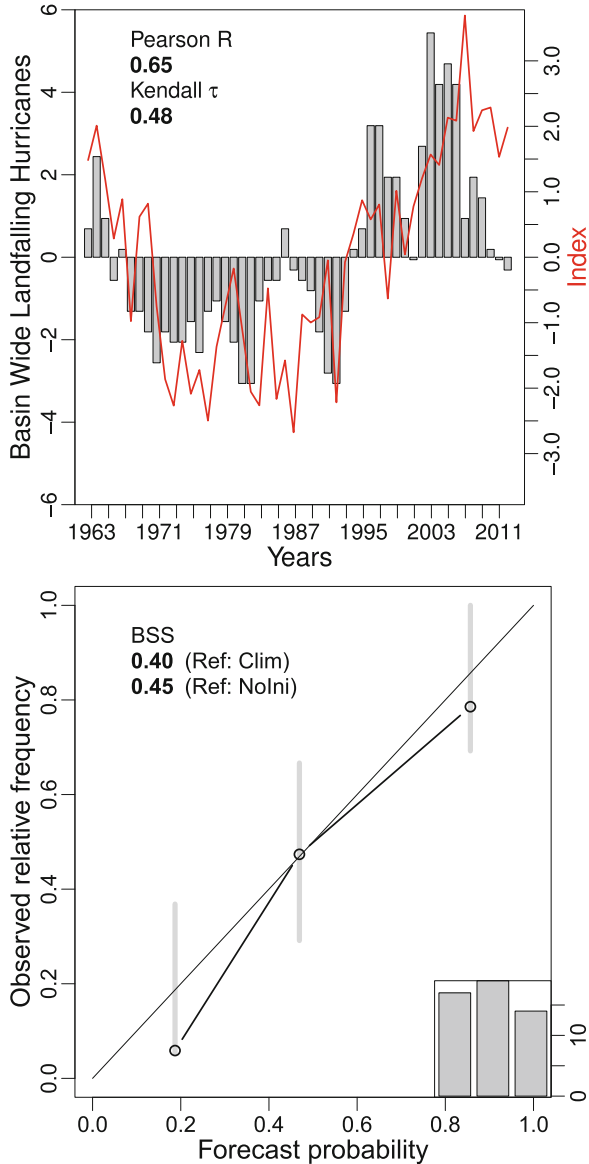 Pearson R
0.65
Kendall τ
0.48
Basin Wide Landfalling Hurricanes
6
4
2
0
−2
−4
−6
3.0
2.0
1.0
0.0
−1.0
−2.0
−3.0
Index
1963 1971 1979 1987 1995 2003 2011
Years
BSS
0.40 (Ref: Clim)
0.45 (Ref: NoIni)
Observed relative frequency
1.0
0.8
0.6
0.4
0.2
0.0
10
0
0.0 0.2 0.4 0.6 0.8 1.0
Forecast probability